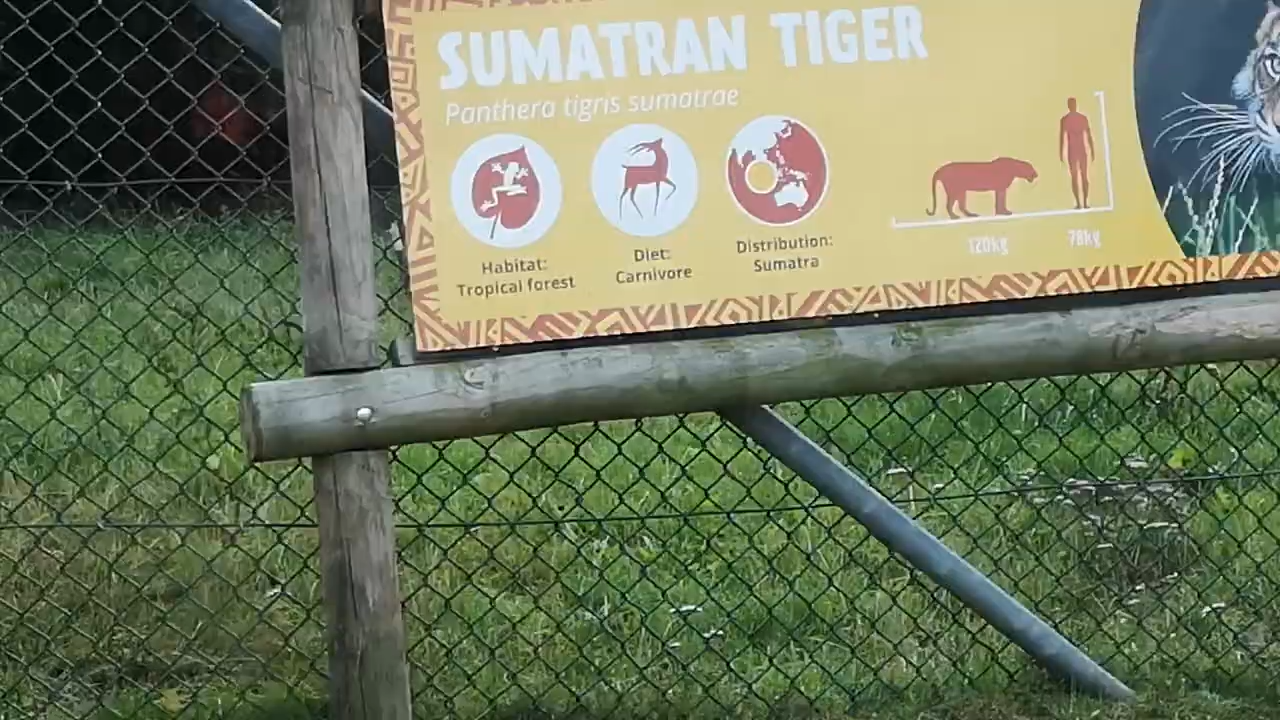 SUMATRAN TIGER
Panthera tigris sumatrae
Habitat:
Tropical forest
Diet:
Carnivore
Distribution:
Sumatra
120kg
78kg